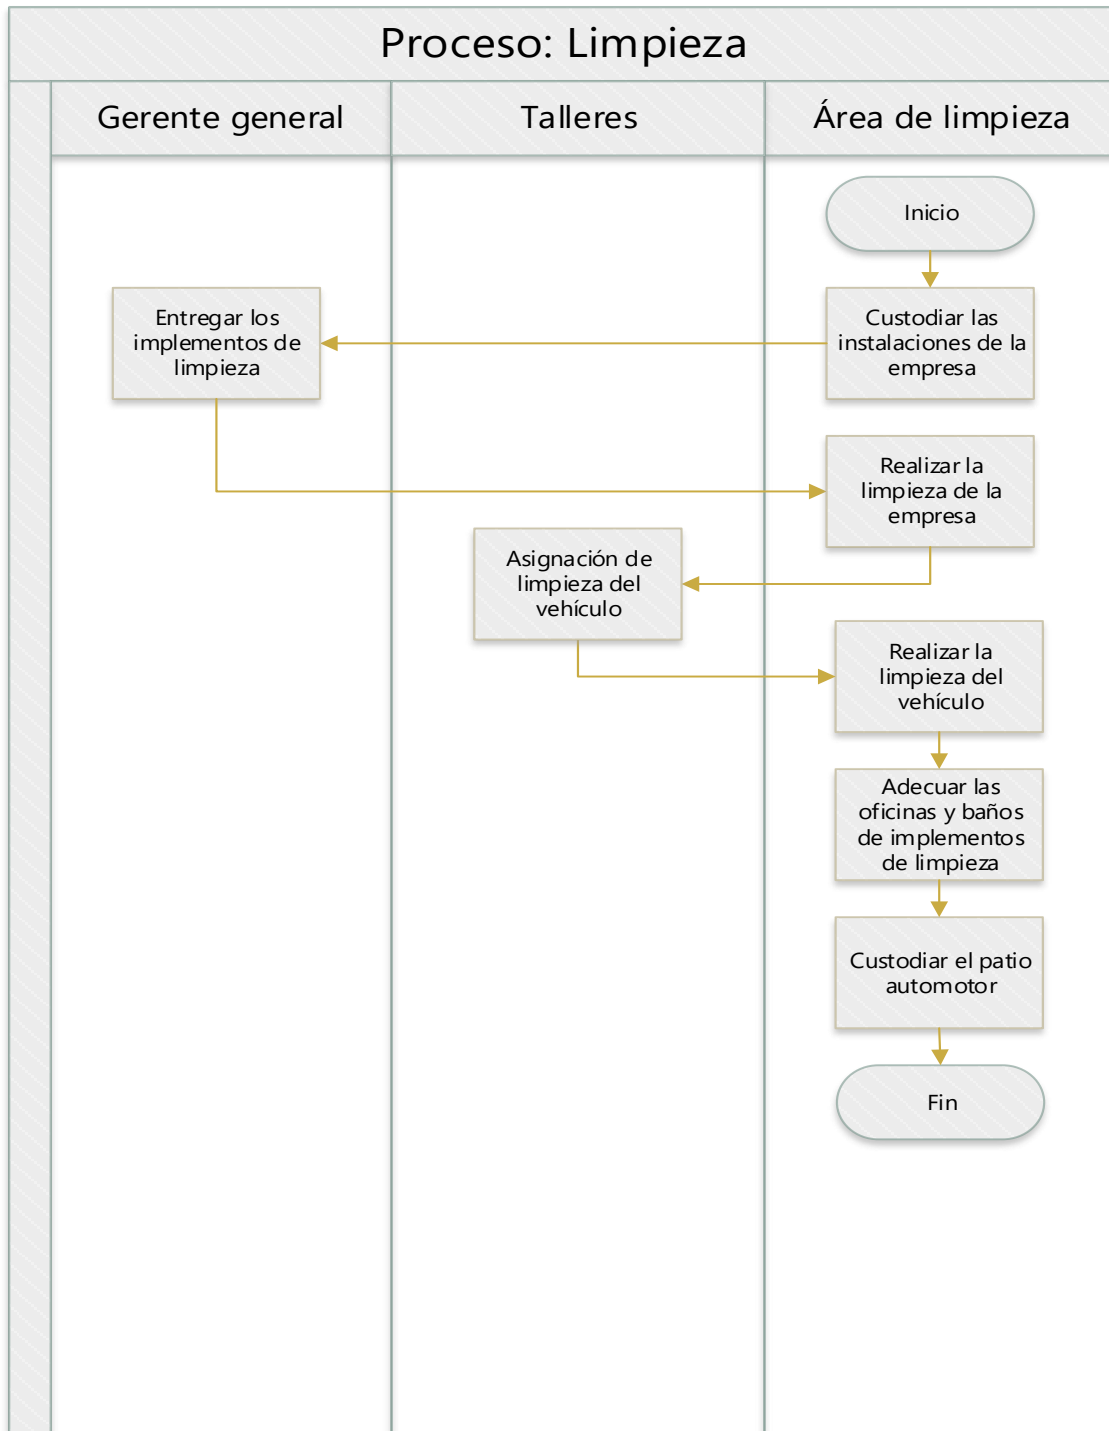 Proceso: Limpieza
Gerente general
Talleres
Área de limpieza
Inicio
Custodiar las
instalaciones de la
empresa
Entregar los
implementos de
limpieza
Realizar la
limpieza de la
empresa
Asignación de
limpieza del
vehículo
Realizar la
limpieza del
vehículo
Adecuar las
oficinas y baños
de implementos
de limpieza
Custodiar el patio
automotor
Fin